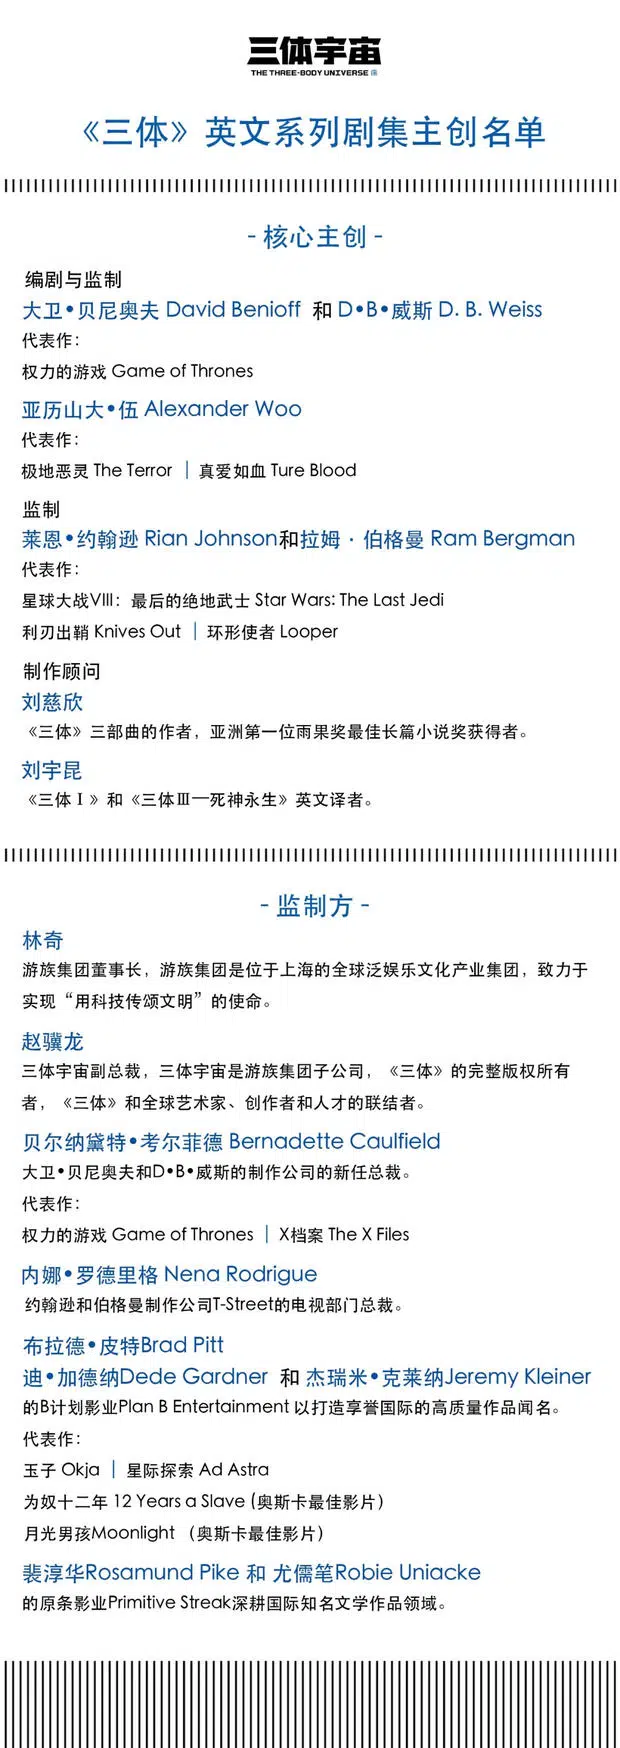 三体宇宙
THE THREE-BODY UNIVERSE
《三体》英文系列剧集主创名单
- 核心主创 -
编剧与监制
大卫•贝尼奥夫 David Benioff 和 D•B•威斯 D. B. Weiss
代表作：
权力的游戏 Game of Thrones
亚历山大•伍 Alexander Woo
代表作：
极地恶灵 The Terror | 真爱如血 Ture Blood
监制
莱恩•约翰逊 Rian Johnson和拉姆 · 伯格曼 Ram Bergman
代表作：
星球大战VIII：最后的绝地武士 Star Wars: The Last Jedi
利刃出鞘 Knives Out | 环形使者 Looper
制作顾问
刘慈欣
《三体》三部曲的作者，亚洲第一位雨果奖最佳长篇小说奖获得者。
刘宇昆
《三体Ⅰ》和《三体Ⅲ—死神永生》英文译者。
- 监制方 -
林奇
游族集团董事长，游族集团是位于上海的全球泛娱乐文化产业集团，致力于
实现“用科技传颂文明”的使命。
赵骥龙
三体宇宙副总裁，三体宇宙是游族集团子公司，《三体》的完整版权所有
者，《三体》和全球艺术家、创作者和人才的联结者。
贝尔纳黛特•考尔菲德 Bernadette Caulfield
大卫•贝尼奥夫和D•B•威斯的制作公司的新任总裁。
代表作：
权力的游戏 Game of Thrones | X档案 The X Files
内娜•罗德里格 Nena Rodrigue
约翰逊和伯格曼制作公司T-Street的电视部门总裁。
布拉德•皮特Brad Pitt
迪•加德纳Dede Gardner 和 杰瑞米•克莱纳Jeremy Kleiner
的B计划影业Plan B Entertainment 以打造享誉国际的高质量作品闻名。
代表作：
玉子 Okja | 星际探索 Ad Astra
为奴十二年 12 Years a Slave (奥斯卡最佳影片）
月光男孩Moonlight （奥斯卡最佳影片）
裴淳华Rosamund Pike 和 尤儒笔Robie Uniacke
的原条影业Primitive Streak深耕国际知名文学作品领域。